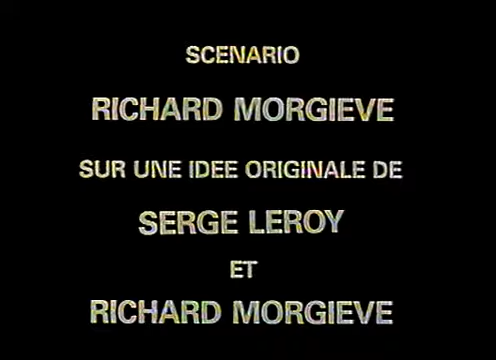 SCENARIO
RICHARD MORGIEVE
SUR UNE IDEE ORIGINALE DE
SERGE LEROY
ET
RICHARD MORGIEVE